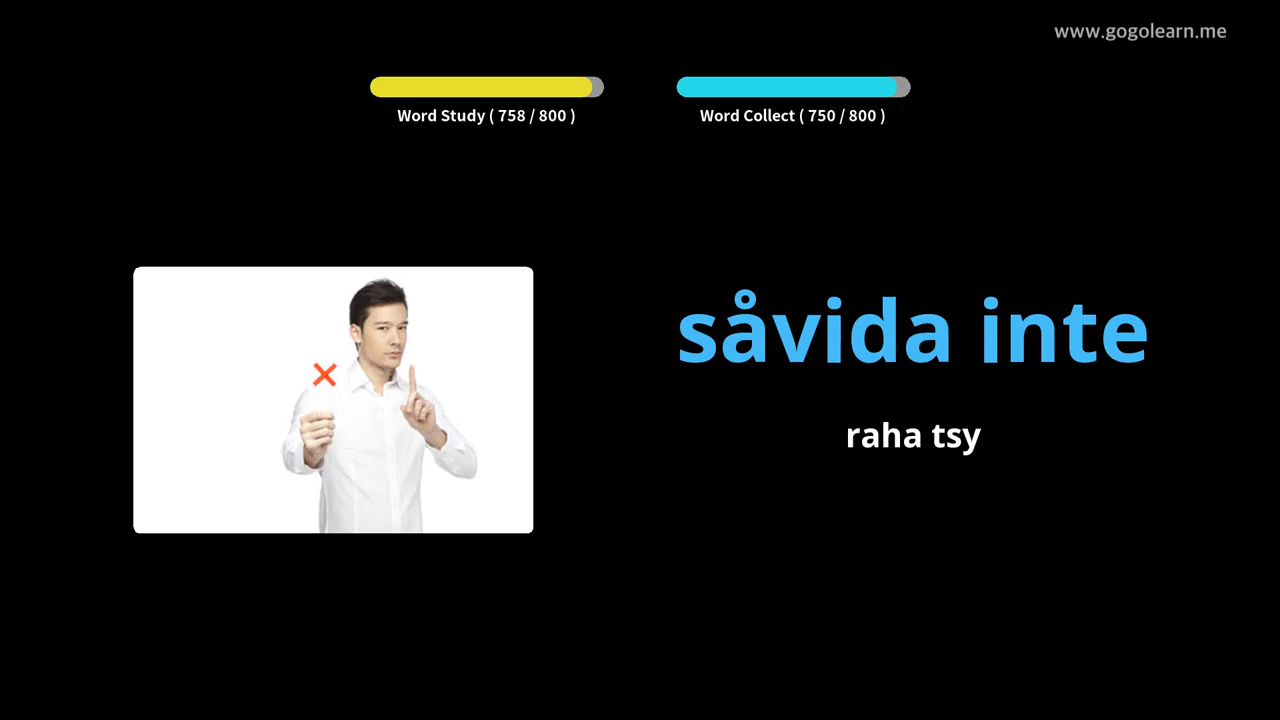 www.gogolearn.me
Word Study ( 758 / 800 )
Word Collect ( 750 / 800 )
såvida inte
raha tsy